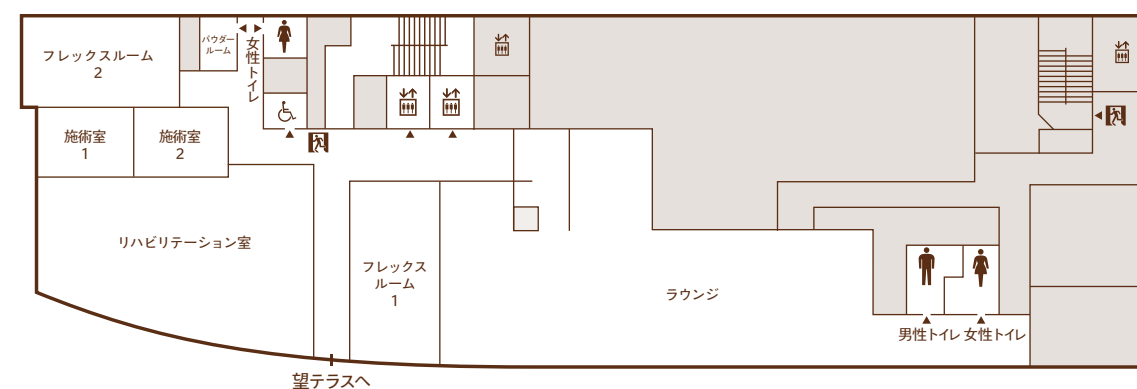 フレックスルーム
2
パウダー
ルーム
女性トイレ
施術室
1
施術室
2
リハビリテーション室
フレックス
ルーム
1
ラウンジ
男性トイレ 女性トイレ
望テラスへ